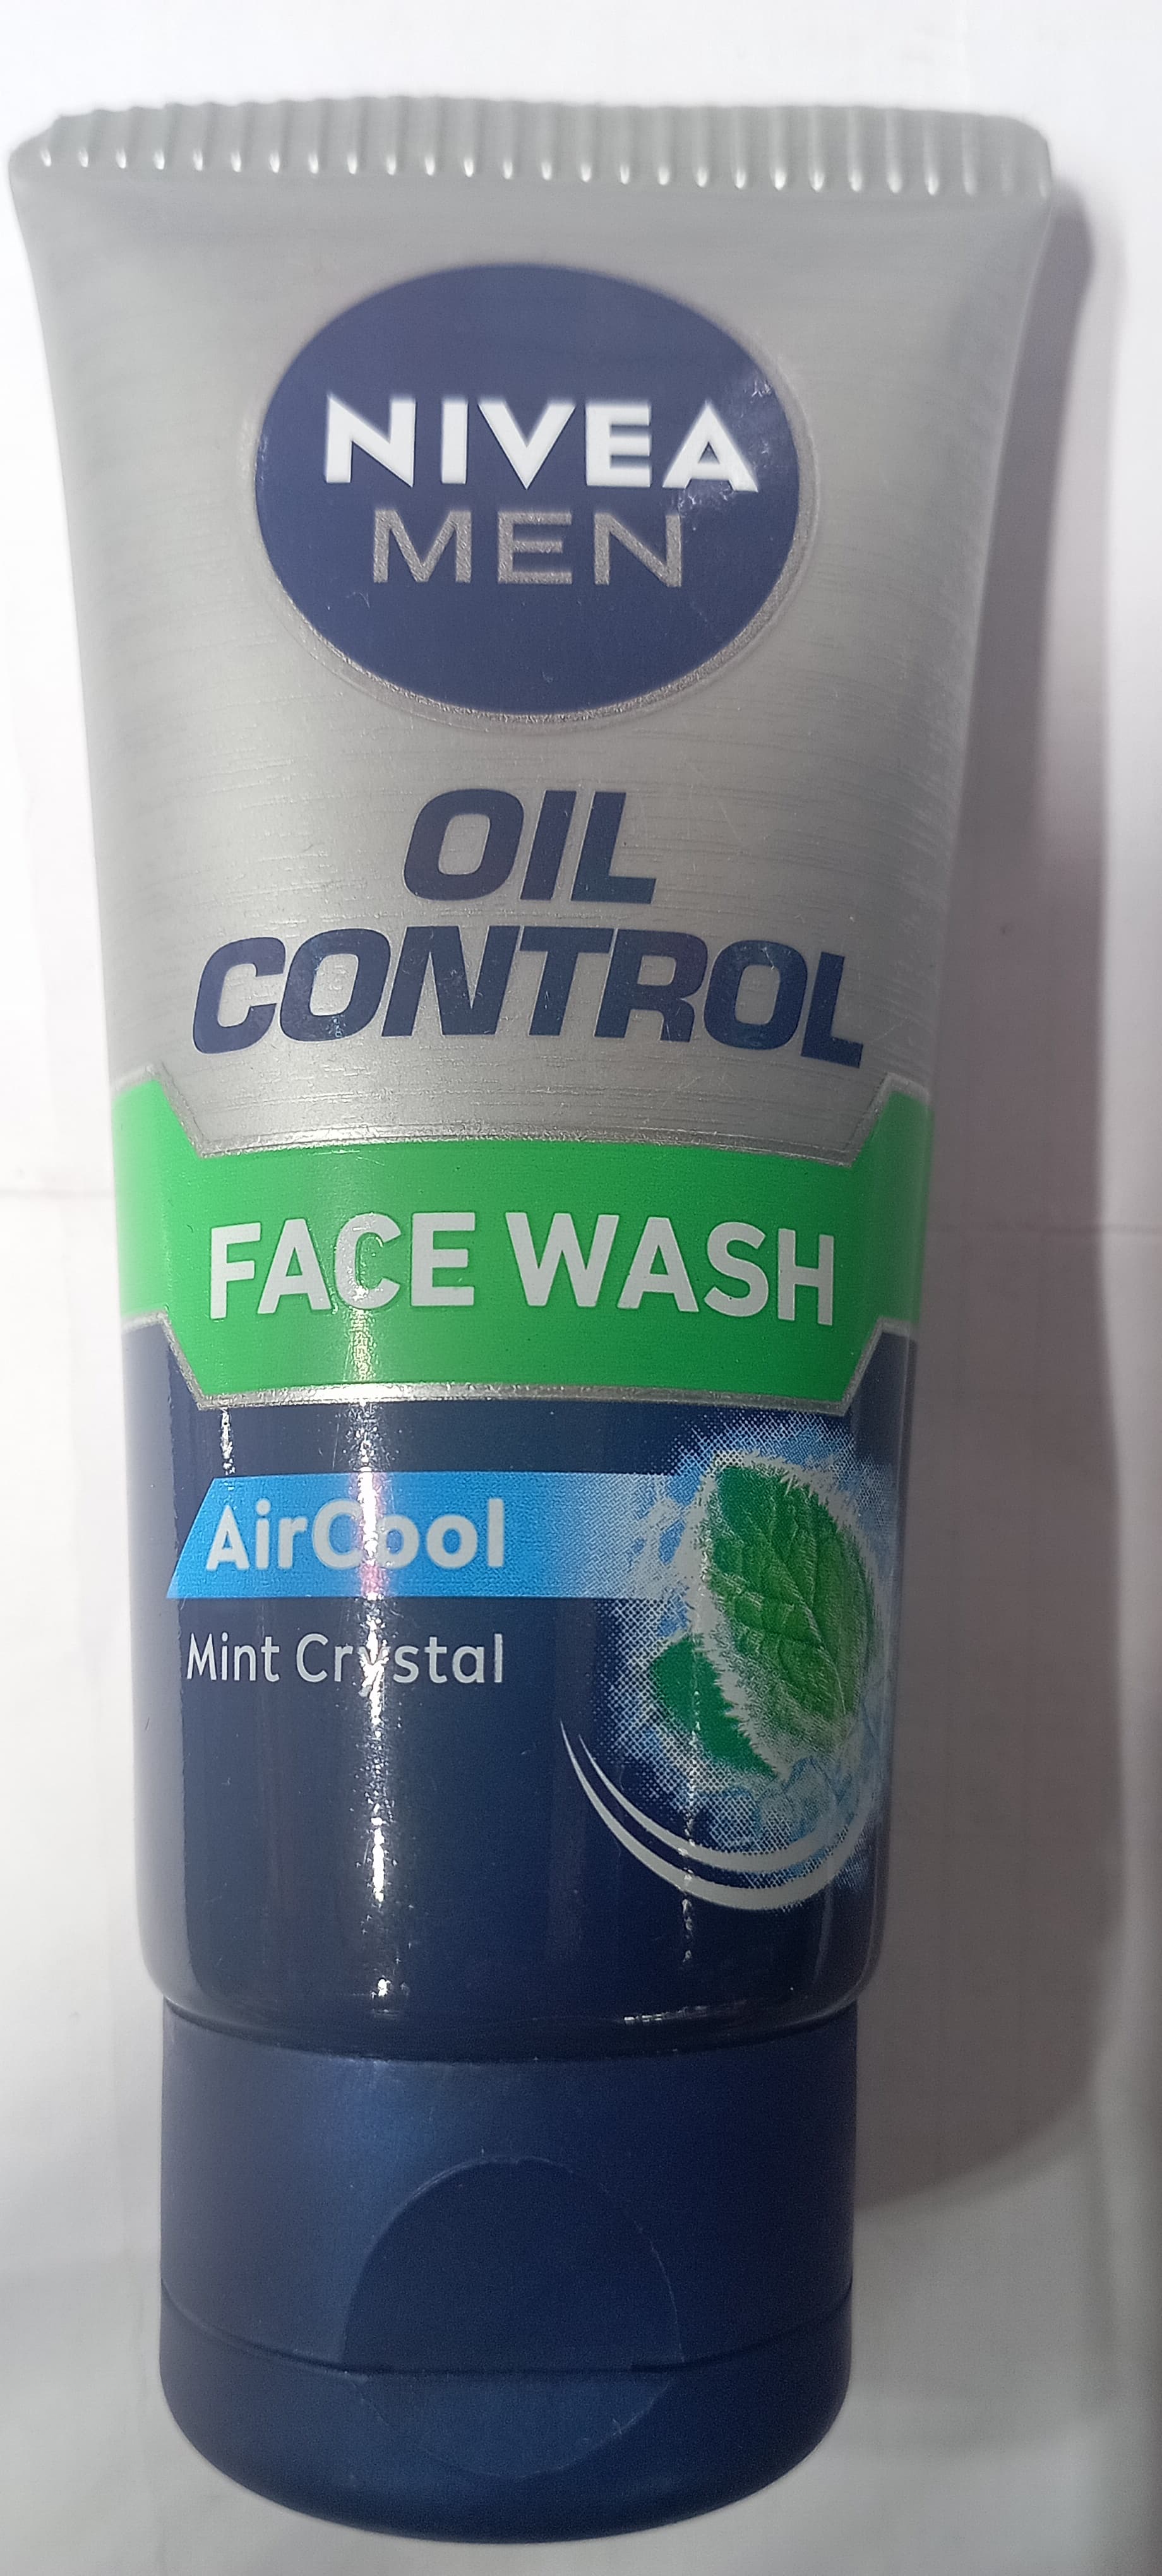 NIVEA
MEN
OIL
CONTROL
FACE WASH
AirCool
Mint Crystal